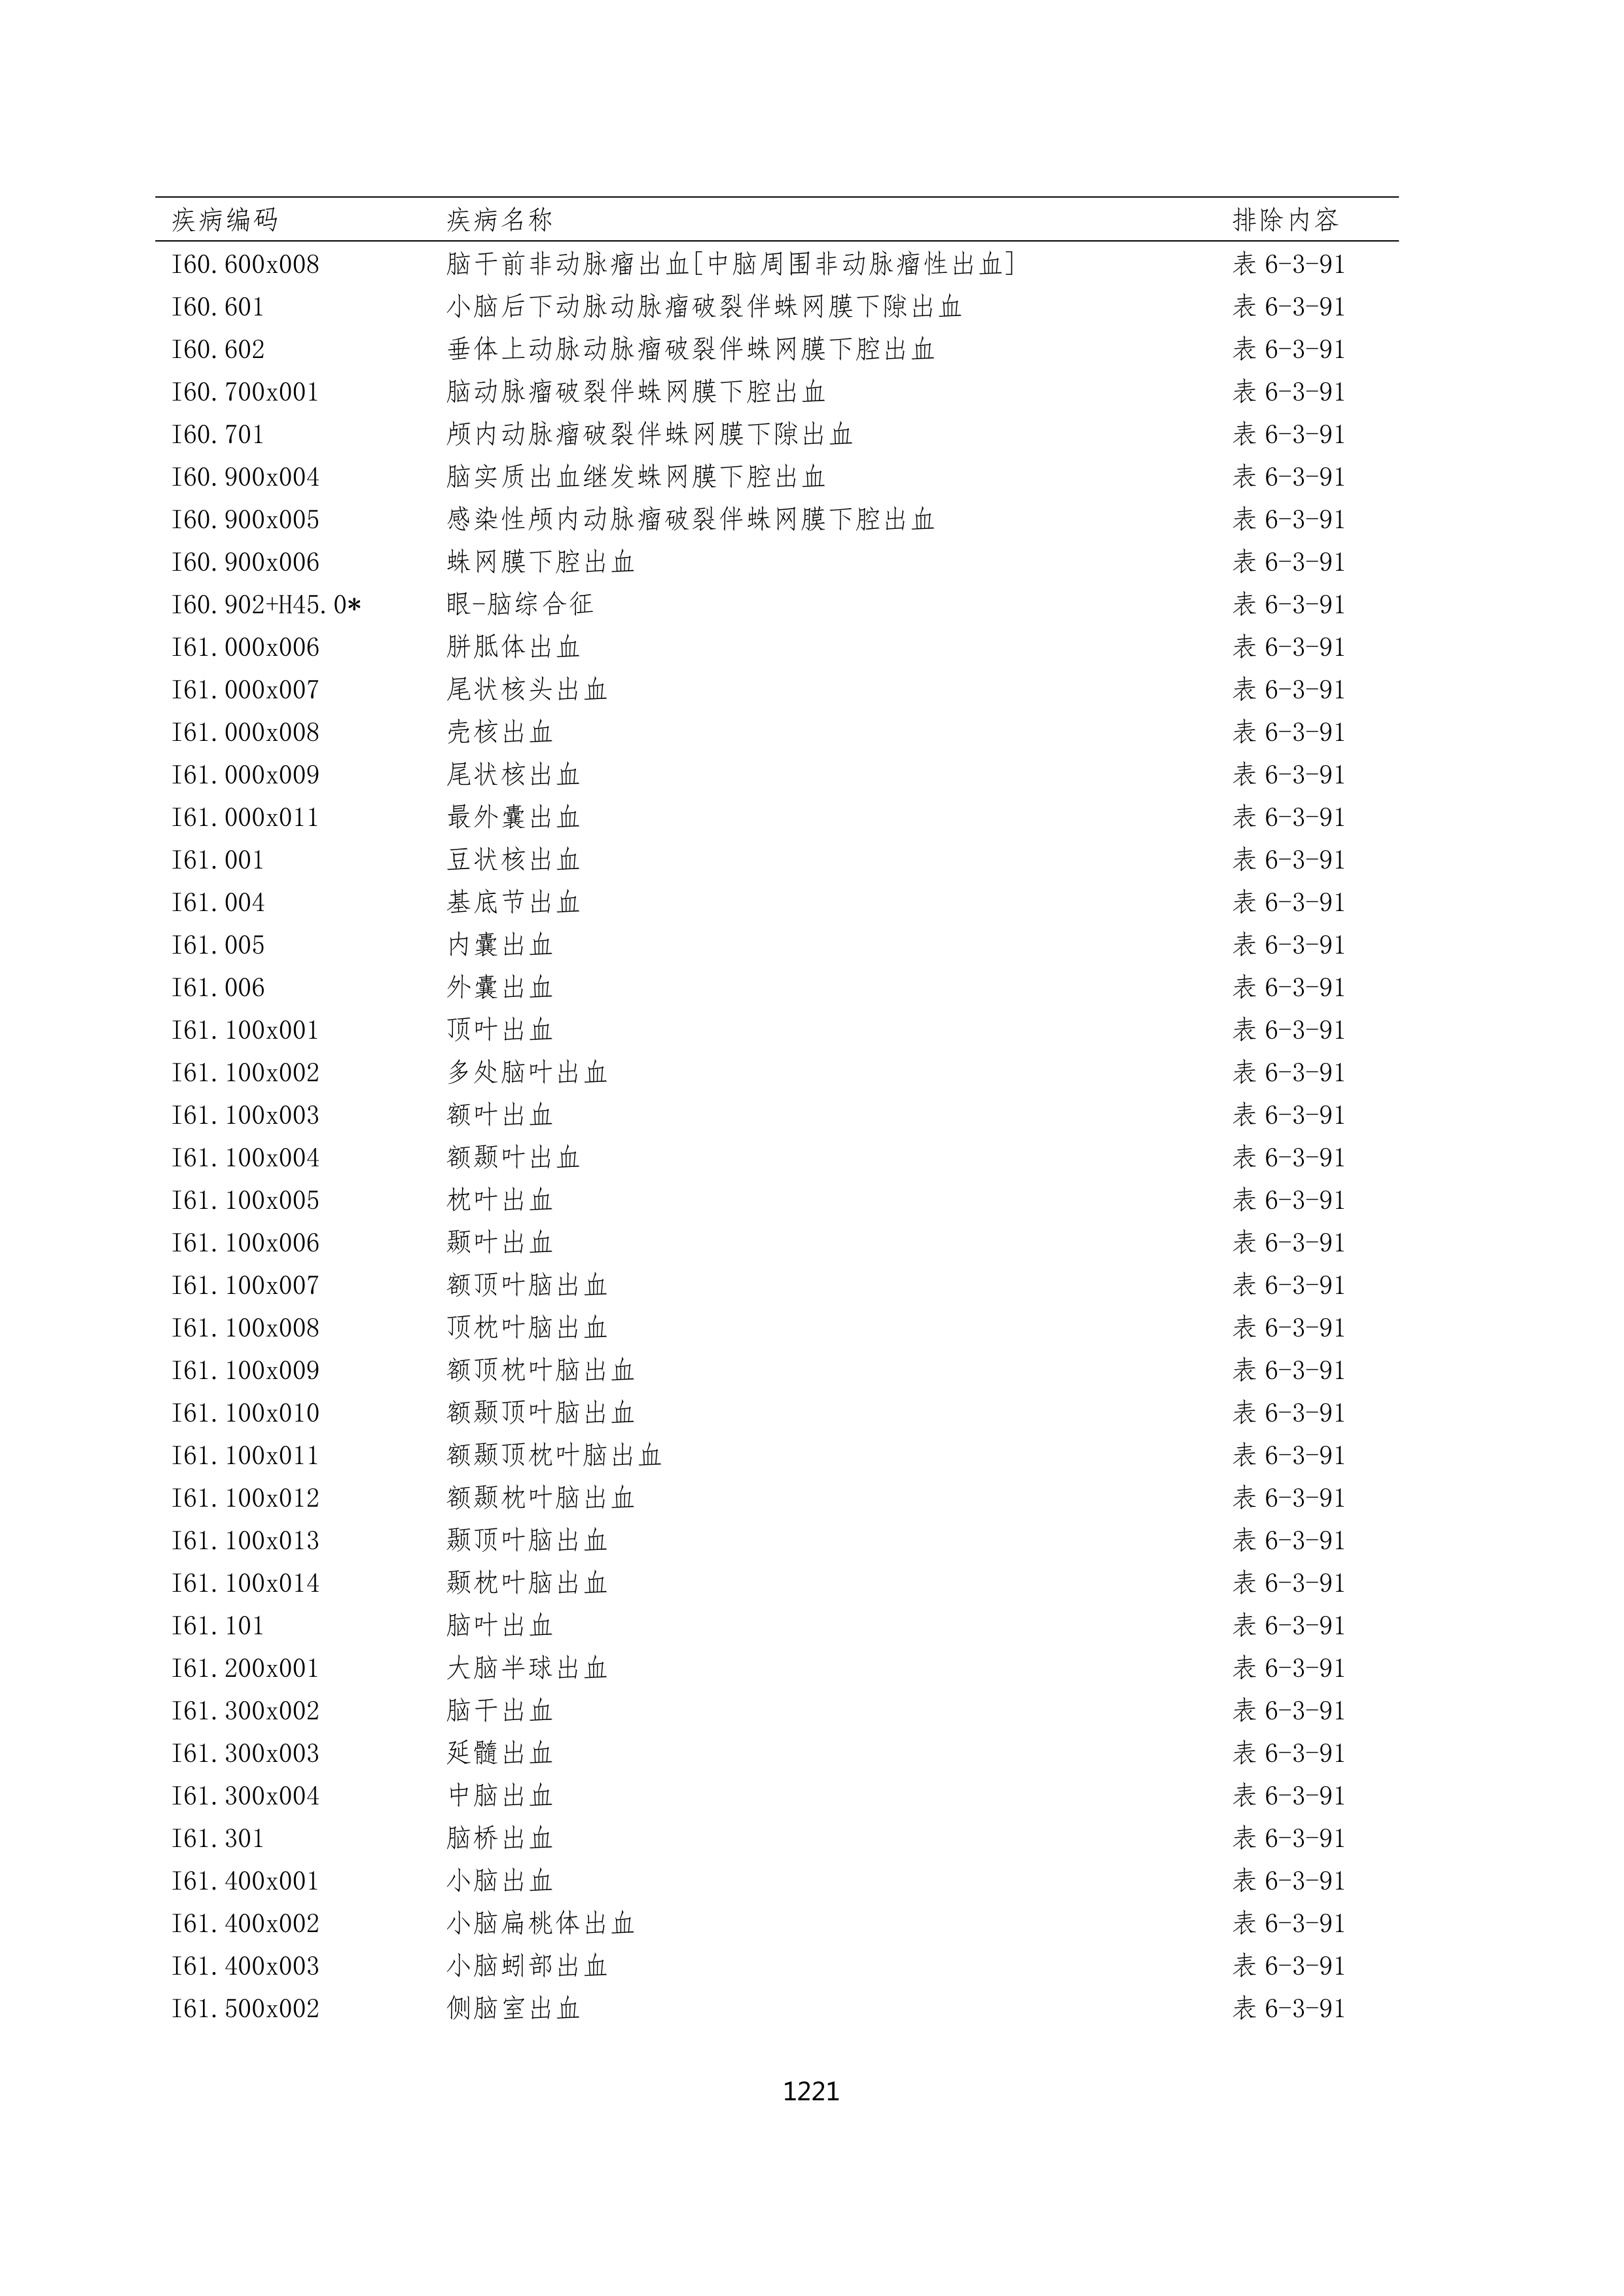 疾病编码 疾病名称 排除内容
I60.600x008 脑干前非动脉瘤出血[中脑周围非动脉瘤性出血] 表 6-3-91
I60.601 小脑后下动脉动脉瘤破裂伴蛛网膜下隙出血 表 6-3-91
I60.602 垂体上动脉动脉瘤破裂伴蛛网膜下腔出血 表 6-3-91
I60.700x001 脑动脉瘤破裂伴蛛网膜下腔出血 表 6-3-91
I60.701 颅内动脉瘤破裂伴蛛网膜下隙出血 表 6-3-91
I60.900x004 脑实质出血继发蛛网膜下腔出血 表 6-3-91
I60.900x005 感染性颅内动脉瘤破裂伴蛛网膜下腔出血 表 6-3-91
I60.900x006 蛛网膜下腔出血 表 6-3-91
I60.902+H45.0* 眼-脑综合征 表 6-3-91
I61.000x006 胼胝体出血 表 6-3-91
I61.000x007 尾状核头出血 表 6-3-91
I61.000x008 壳核出血 表 6-3-91
I61.000x009 尾状核出血 表 6-3-91
I61.000x011 最外囊出血 表 6-3-91
I61.001 豆状核出血 表 6-3-91
I61.004 基底节出血 表 6-3-91
I61.005 内囊出血 表 6-3-91
I61.006 外囊出血 表 6-3-91
I61.100x001 顶叶出血 表 6-3-91
I61.100x002 多处脑叶出血 表 6-3-91
I61.100x003 额叶出血 表 6-3-91
I61.100x004 额颞叶出血 表 6-3-91
I61.100x005 枕叶出血 表 6-3-91
I61.100x006 颞叶出血 表 6-3-91
I61.100x007 额顶叶脑出血 表 6-3-91
I61.100x008 顶枕叶脑出血 表 6-3-91
I61.100x009 额顶枕叶脑出血 表 6-3-91
I61.100x010 额颞顶叶脑出血 表 6-3-91
I61.100x011 额颞顶枕叶脑出血 表 6-3-91
I61.100x012 额颞枕叶脑出血 表 6-3-91
I61.100x013 颞顶叶脑出血 表 6-3-91
I61.100x014 颞枕叶脑出血 表 6-3-91
I61.101 脑叶出血 表 6-3-91
I61.200x001 大脑半球出血 表 6-3-91
I61.300x002 脑干出血 表 6-3-91
I61.300x003 延髓出血 表 6-3-91
I61.300x004 中脑出血 表 6-3-91
I61.301 脑桥出血 表 6-3-91
I61.400x001 小脑出血 表 6-3-91
I61.400x002 小脑扁桃体出血 表 6-3-91
I61.400x003 小脑蚓部出血 表 6-3-91
I61.500x002 侧脑室出血 表 6-3-91
1221